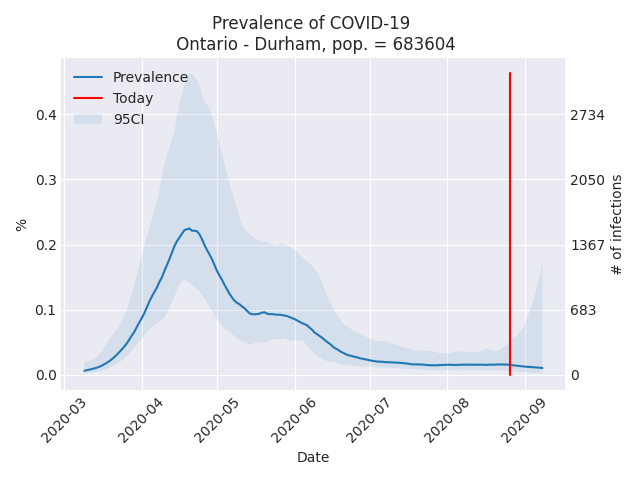 Prevalence of COVID-19
Ontario - Durham, pop. = 683604
Prevalence
Today
95CI
%
0.4
0.3
0.2
0.1
0.0
2734
2050
1367
683
0
# of infections
2020-03
2020-04
2020-05
2020-06
2020-07
2020-08
2020-09
Date